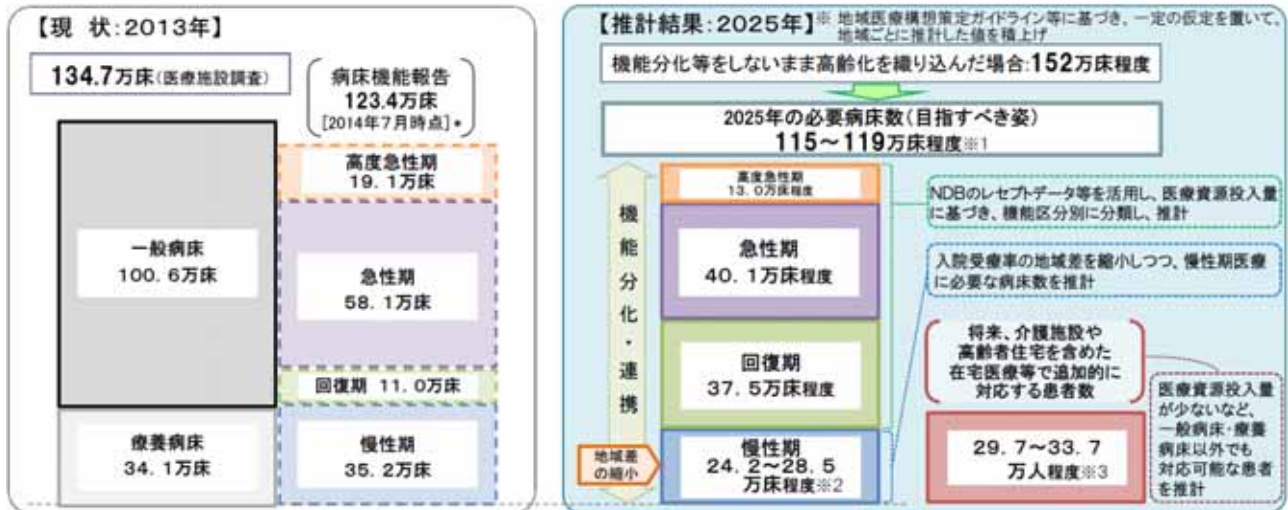 【現 状:2013年】
134.7万床(医療施設調査)
病床機能報告
123.4万床
[2014年7月時点]*
一般病床
100.6万床
療養病床
34.1万床
高度急性期
19.1万床
急性期
58.1万床
回復期 11.0万床
慢性期
35.2万床
【推計結果:2025年】※ 地域医療構想策定ガイドライン等に基づき、一定の仮定を置いて、
地域ごとに推計した値を積上げ
機能分化等をしないまま高齢化を織り込んだ場合:152万床程度
2025年の必要病床数(目指すべき姿)
115~119万床程度※1
機能分化・連携
地域差
の縮小
高度急性期
13.0万床程度
急性期
40.1万床程度
回復期
37.5万床程度
慢性期
24.2~28.5
万床程度※2
NDBのレセプトデータ等を活用し、医療資源投入量
に基づき、機能区分別に分類し、推計
入院受療率の地域差を縮小しつつ、慢性期医療
に必要な病床数を推計
将来、介護施設や
高齢者住宅を含めた
在宅医療等で追加的に
対応する患者数
29.7~33.7
万人程度※3
医療資源投入量
が少ないなど、
一般病床・療養
病床以外でも
対応可能な患者
を推計